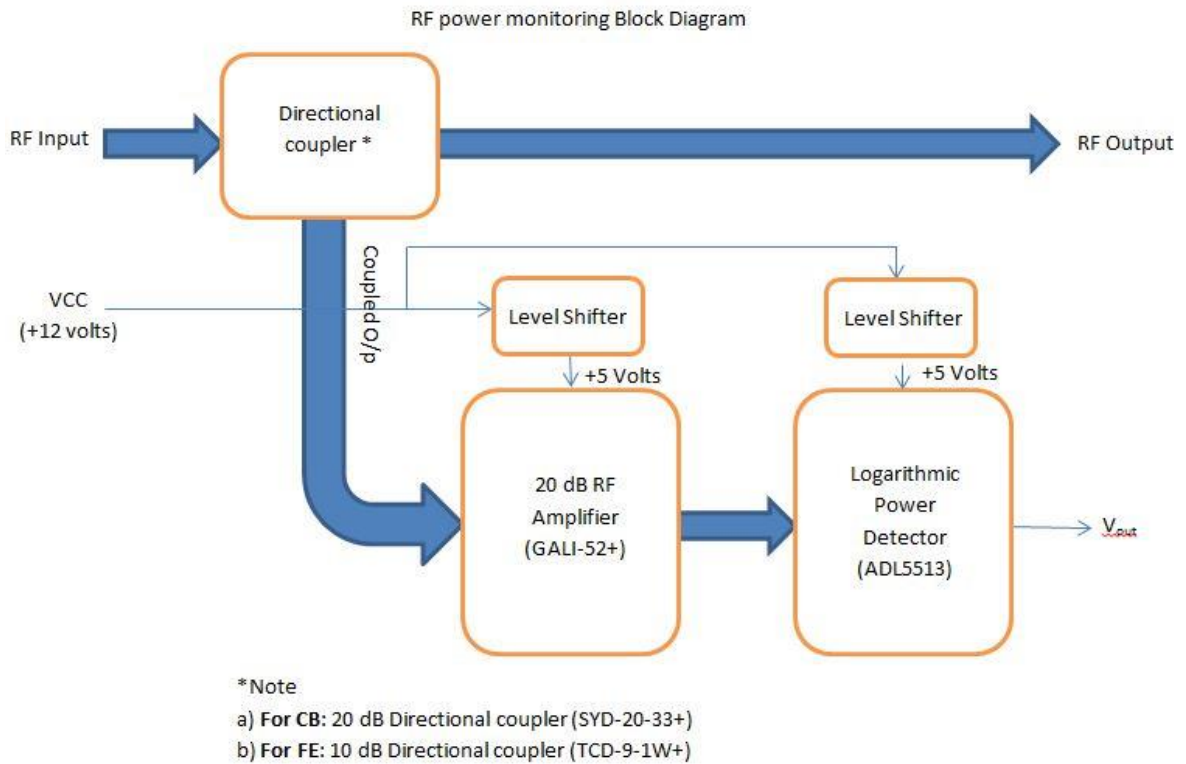 RF power monitoring Block Diagram
Directional
coupler *
RF Input
RF Output
Coupled O/p
VCC
(+12 volts)
Level Shifter
Level Shifter
+5 Volts
+5 Volts
20 dB RF
Amplifier
(GALI-52+)
Logarithmic
Power
Detector
(ADL5513)
Vout
*Note
a) For CB: 20 dB Directional coupler (SYD-20-33+)
b) For FE: 10 dB Directional coupler (TCD-9-1W+)